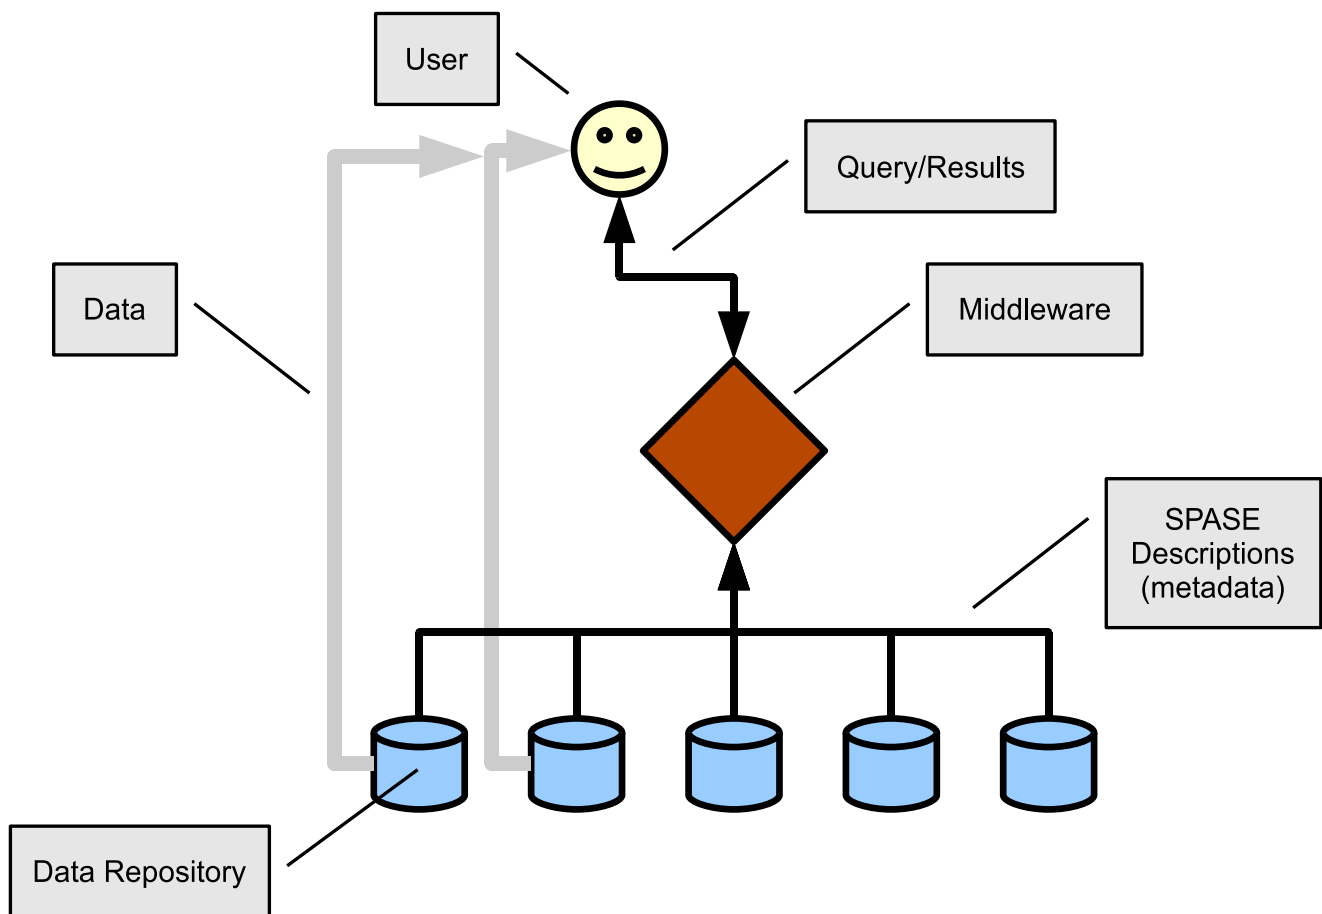 User
Query/Results
Data
Middleware
SPASE
Descriptions
(metadata)
Data Repository